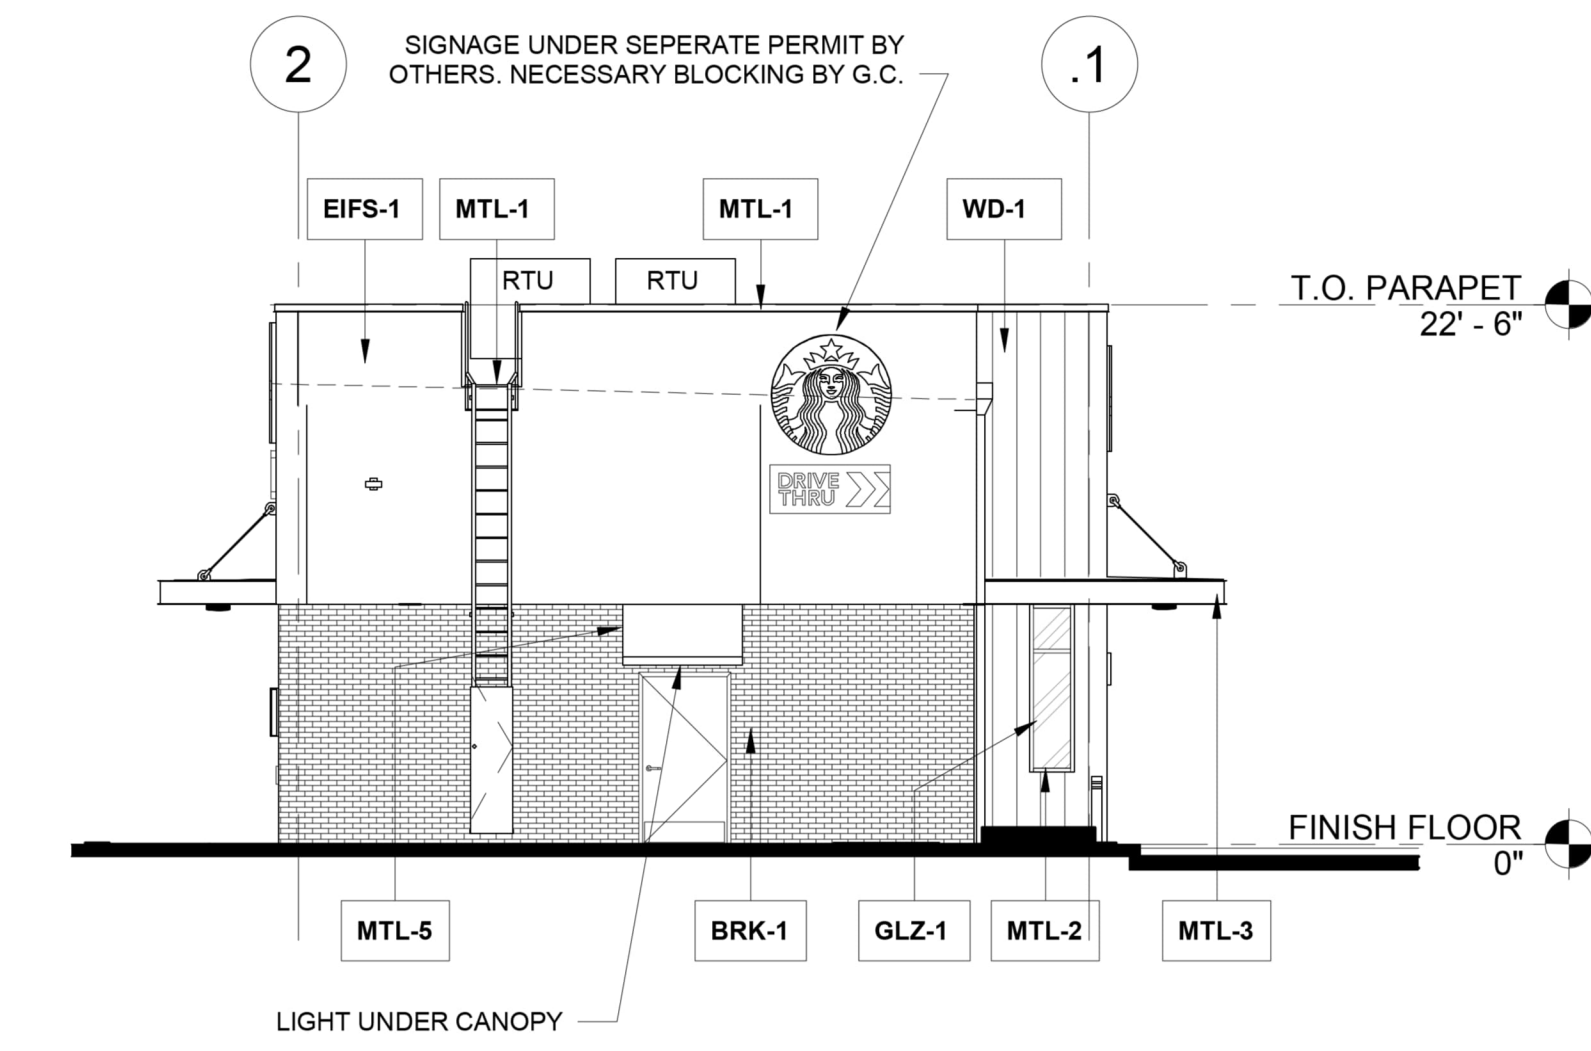 2
SIGNAGE UNDER SEPERATE PERMIT BY
OTHERS. NECESSARY BLOCKING BY G.C.
.1
EIFS-1
MTL-1
MTL-1
WD-1
RTU
RTU
T.O. PARAPET
22' - 6"
DRIVE
THRU
FINISH FLOOR
0"
MTL-5
BRK-1
GLZ-1
MTL-2
MTL-3
LIGHT UNDER CANOPY